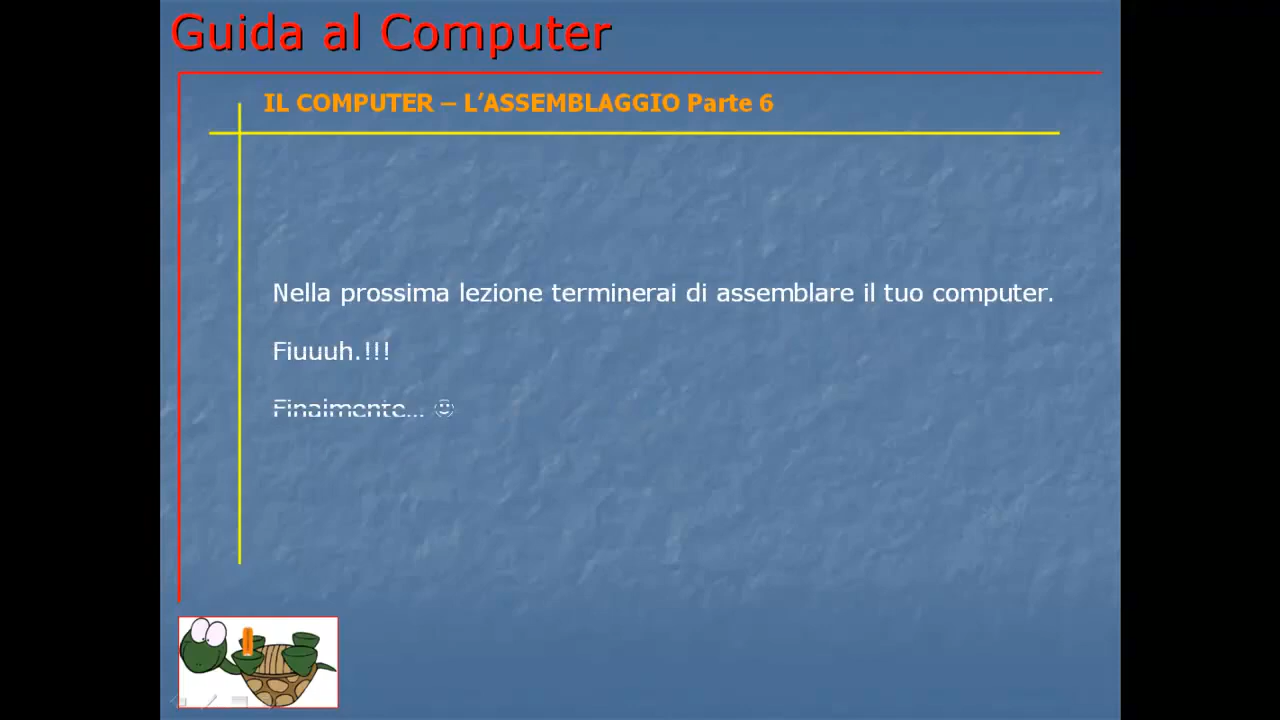 Guida al Computer
IL COMPUTER – L’ASSEMBLAGGIO Parte 6
Nella prossima lezione terminerai di assemblare il tuo computer.
Fiuuuh.!!!
Finalmente... ☺